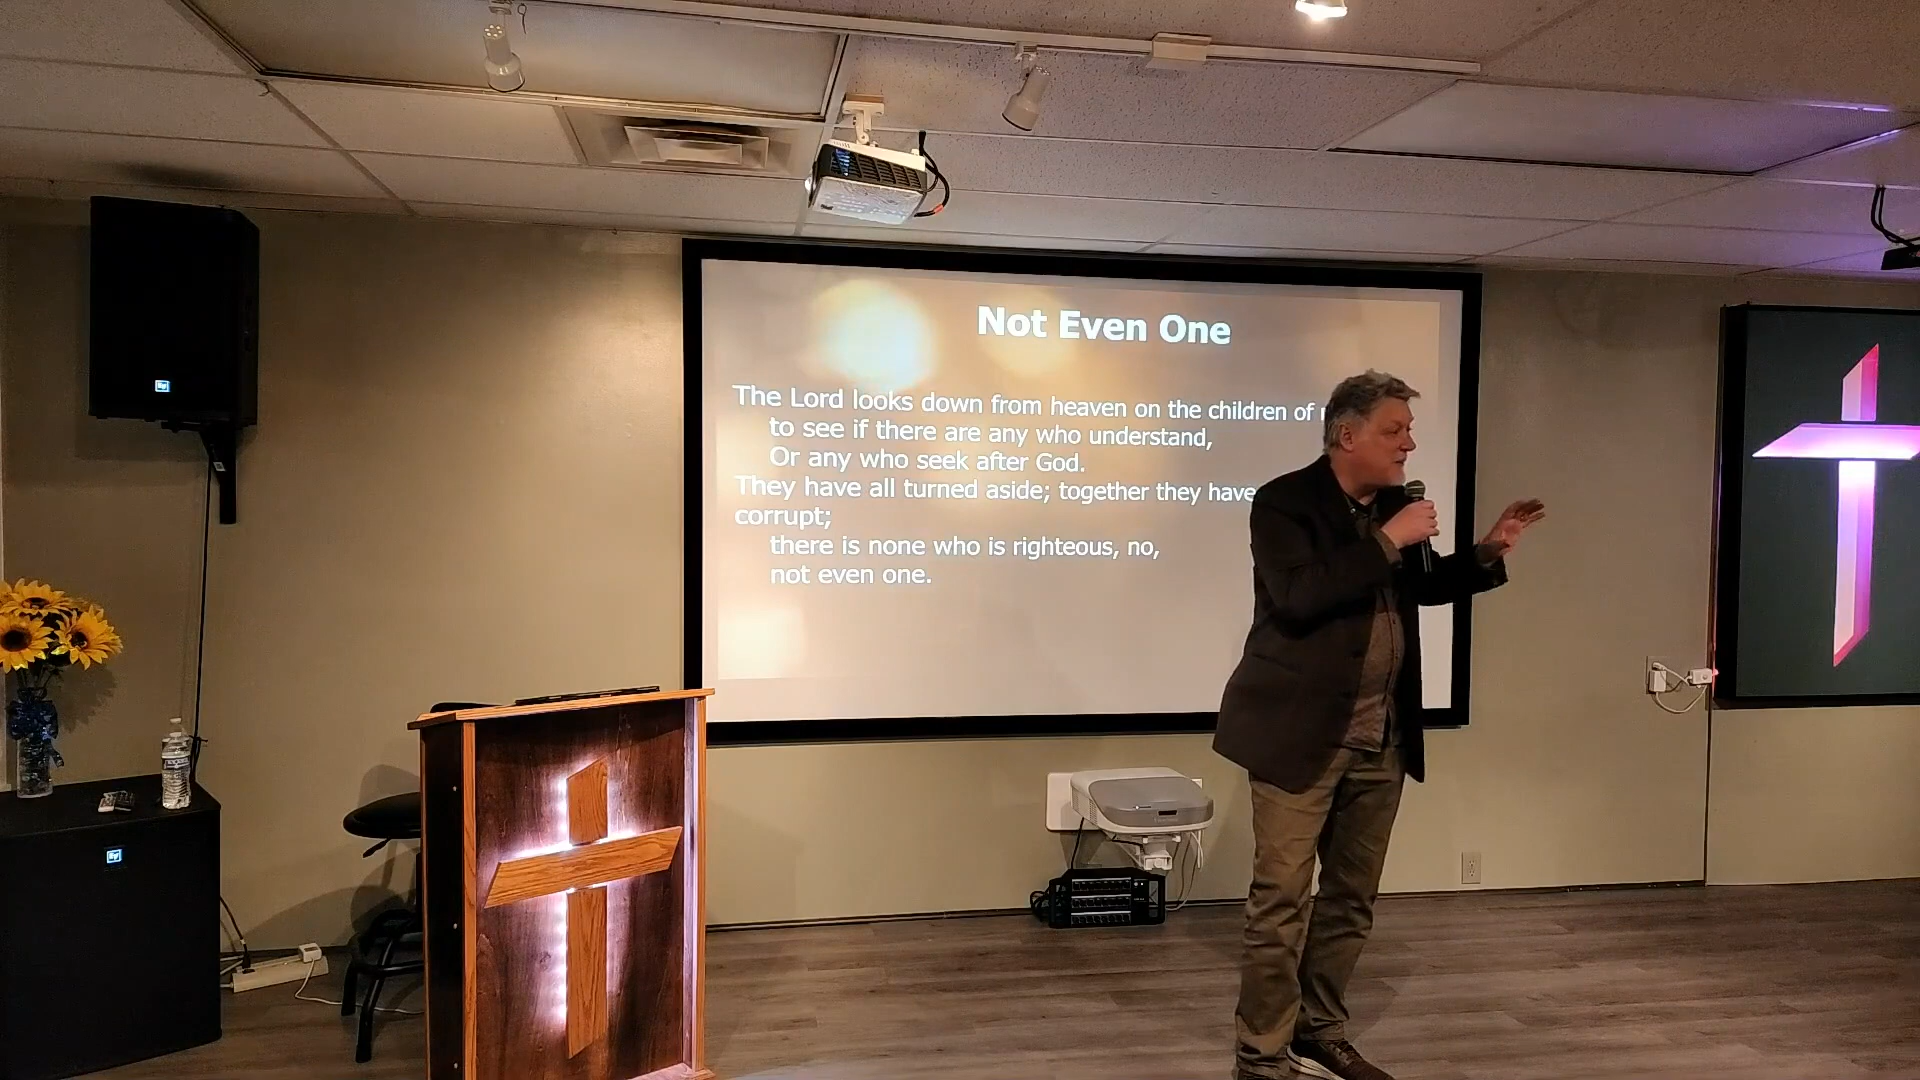 Not Even One
The Lord looks down from heaven on the children of
to see if there are any who understand,
Or any who seek after God.
They have all turned aside; together they have
corrupt;
there is none who is righteous, no,
not even one.